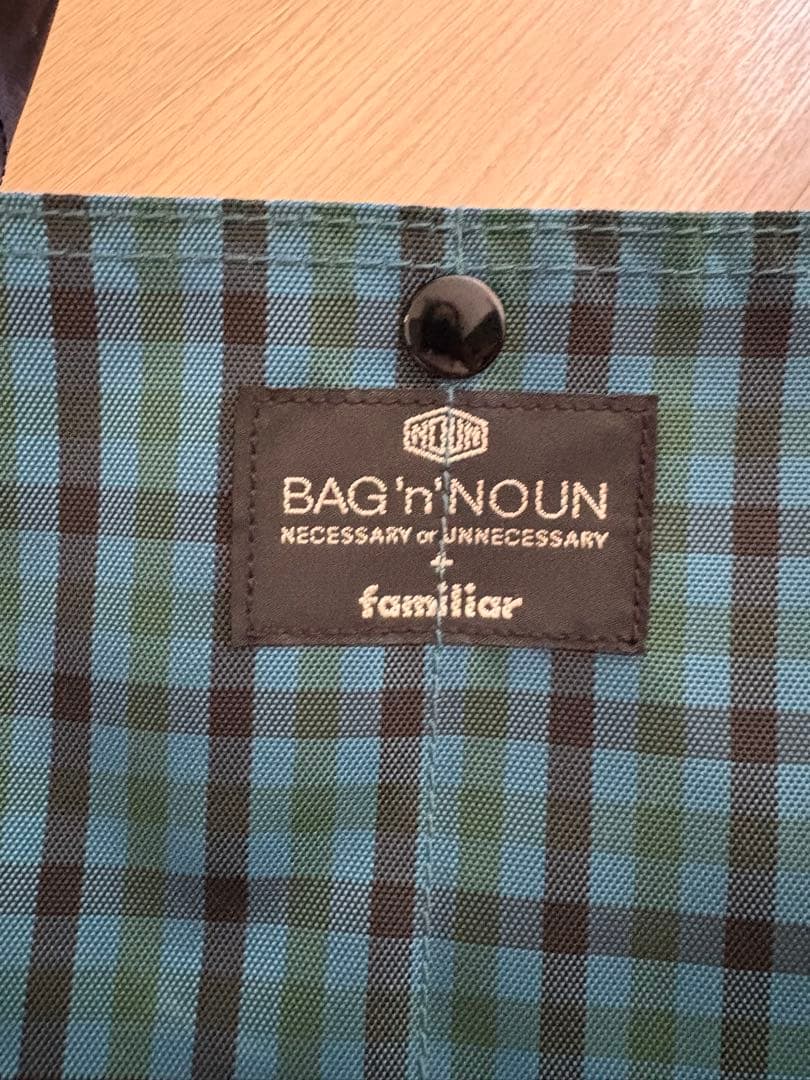 NOUN
BAG'n'NOUN
NECESSARY or UNNECESSARY
+
familiar